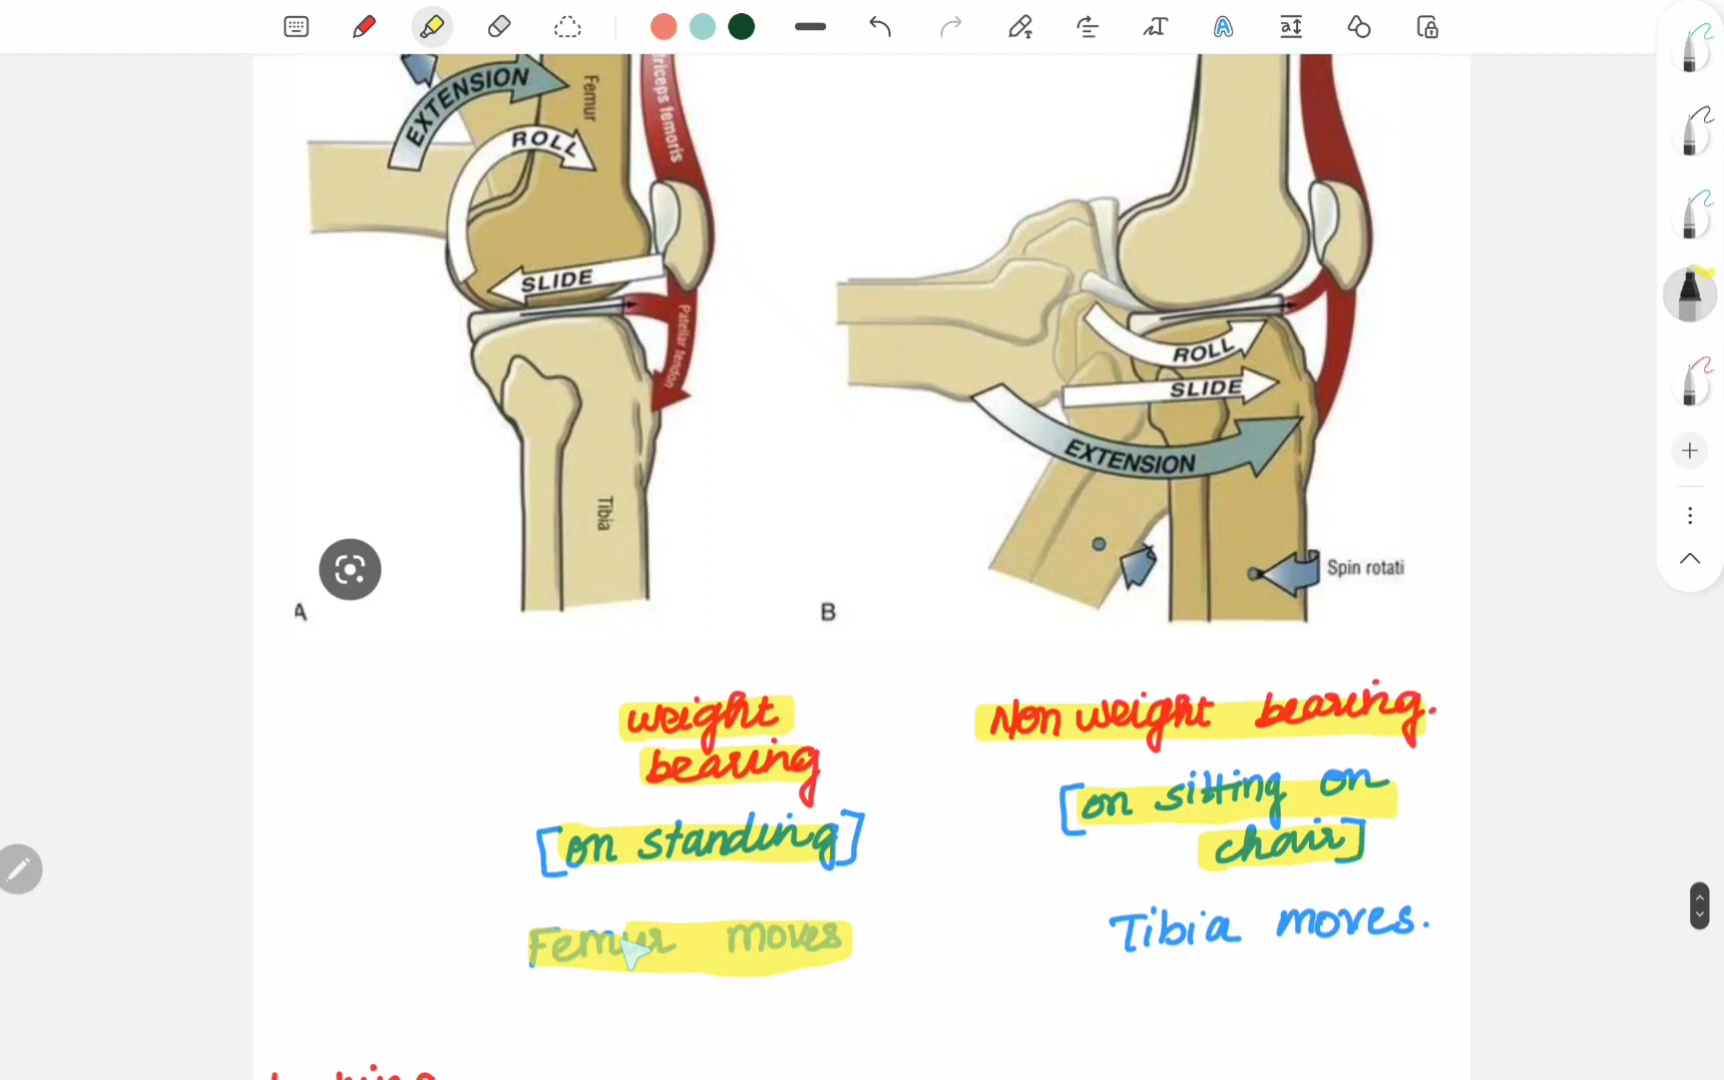 EXTENSION
Femur
riceps femoris
ROLL
SLIDE
Patellar tendon
Tibia
A
ROLL
SLIDE
EXTENSION
Spin rotati
B
weight
bearing
[on standing]
Femur moves
Non weight bearing.
[on sitting on
chair]
Tibia moves.